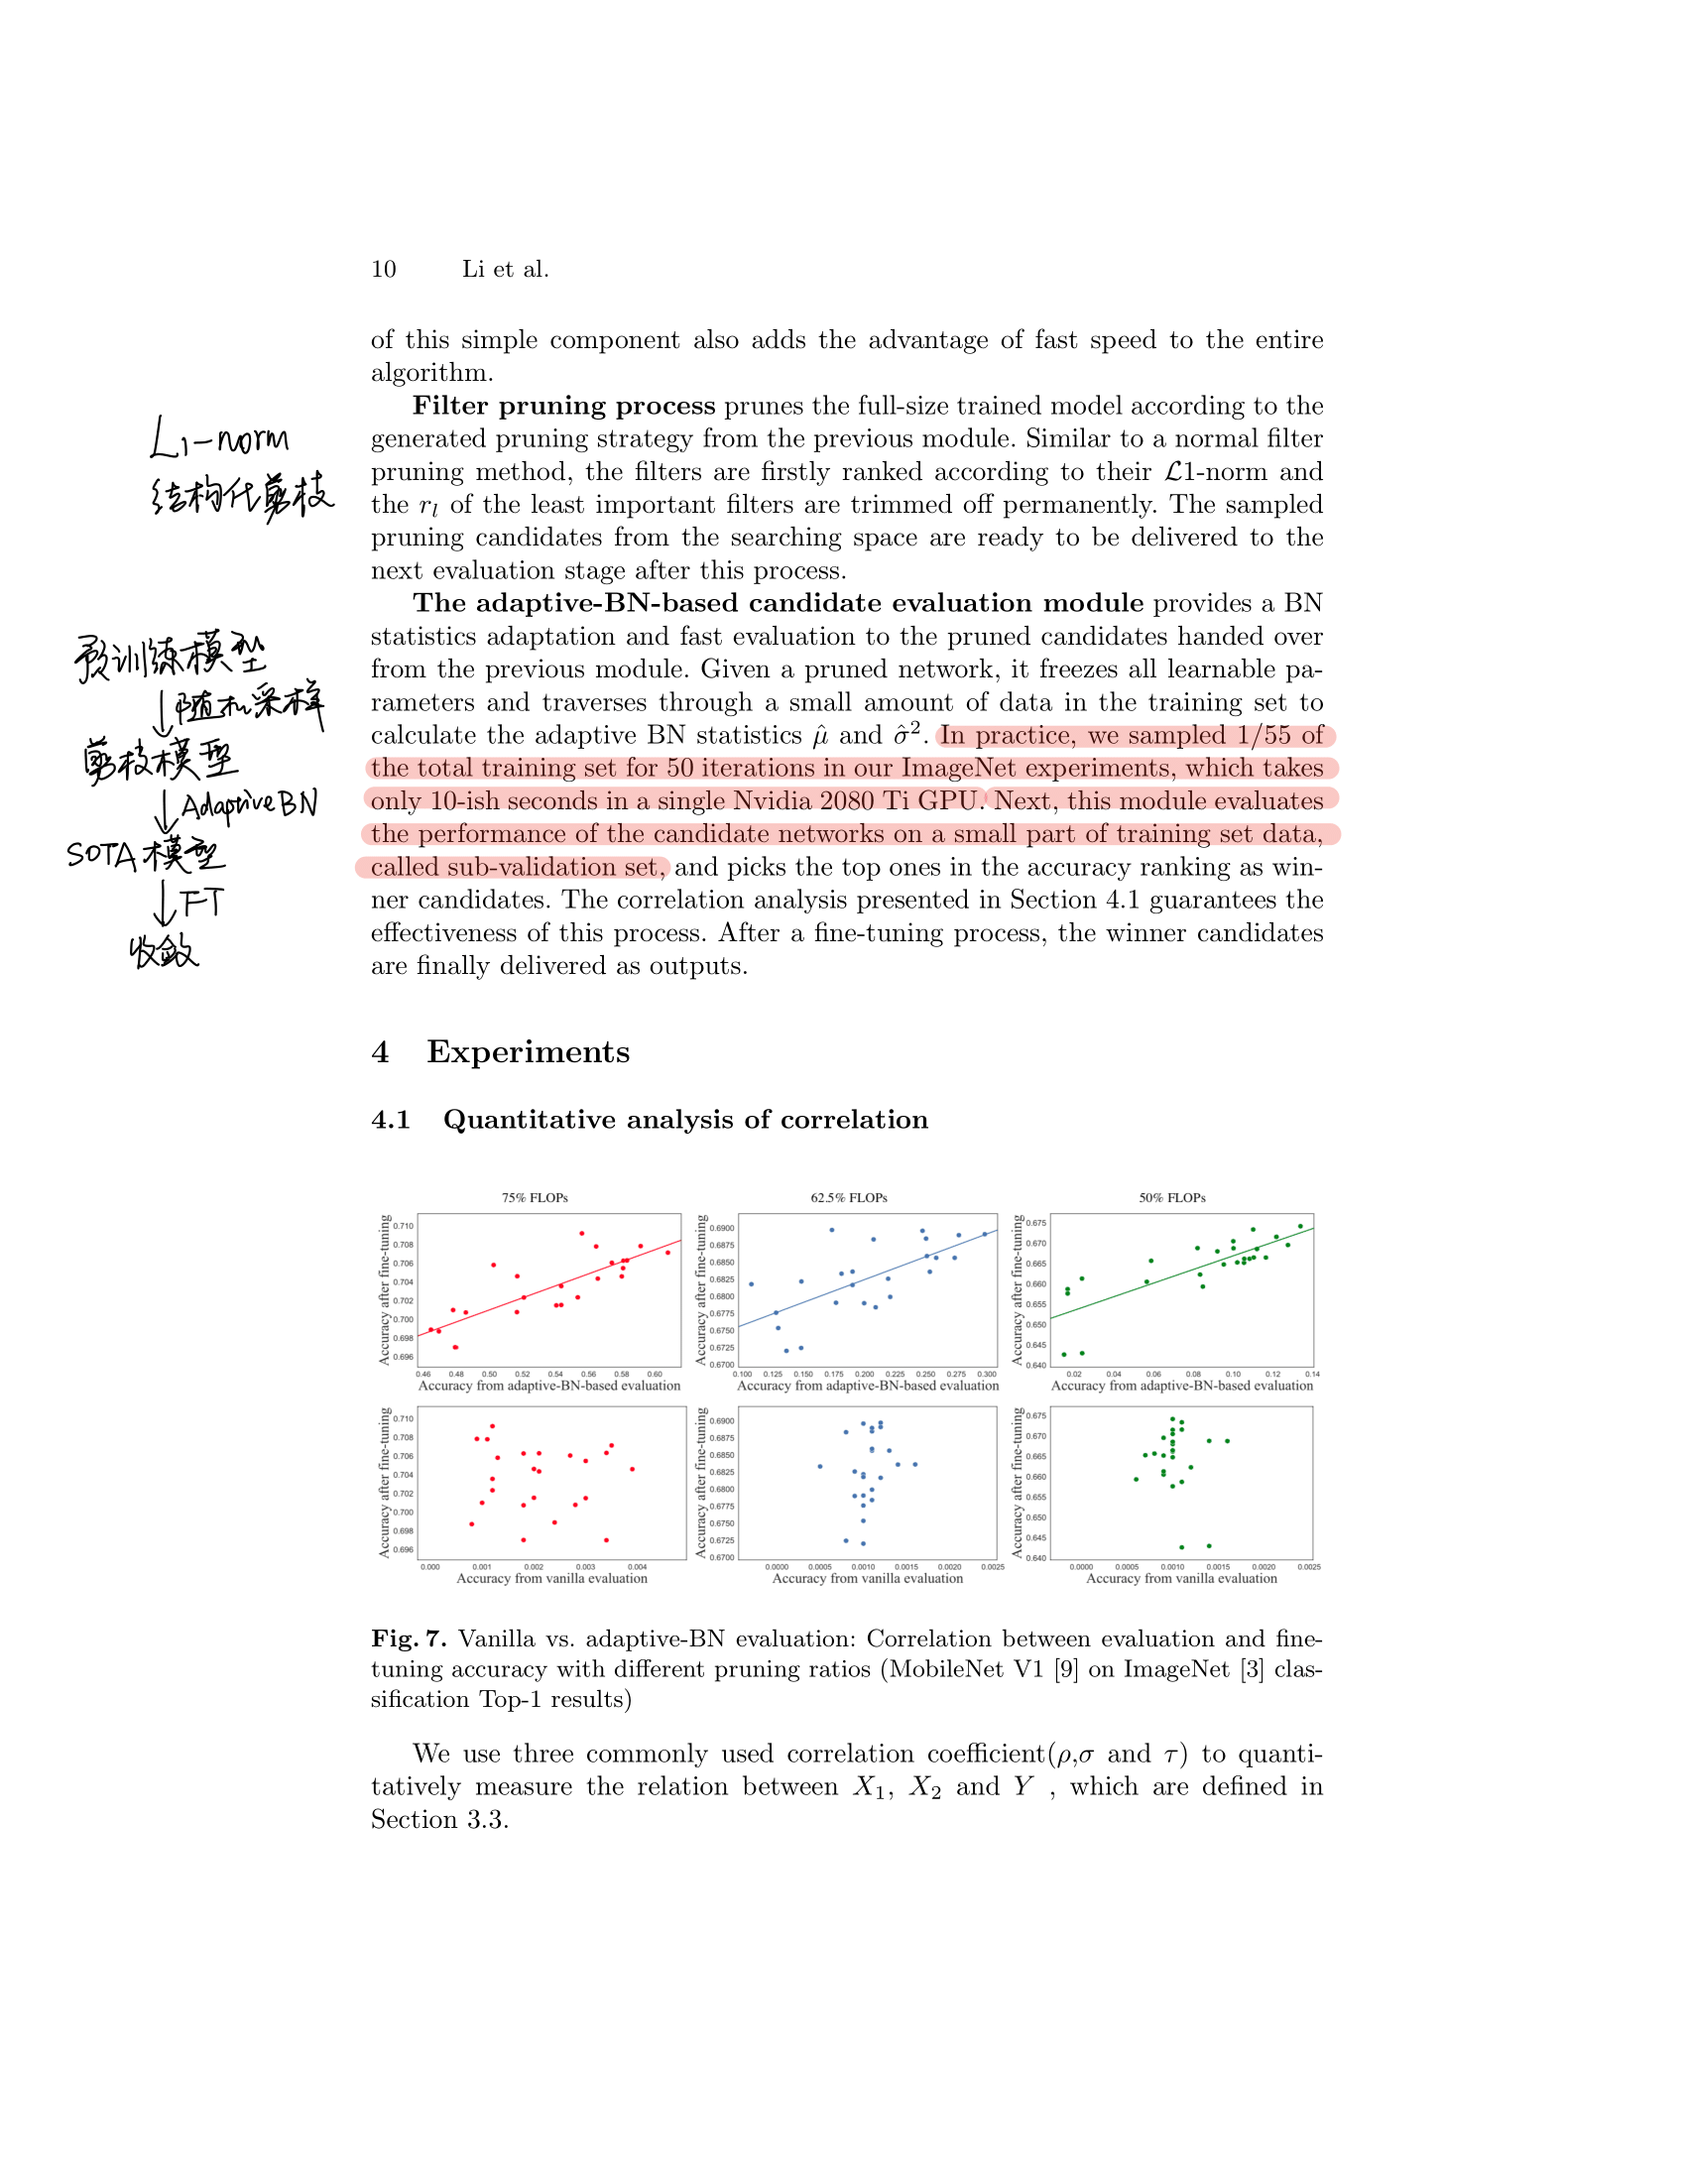 10 Li et al.
of this simple component also adds the advantage of fast speed to the entire
algorithm.
Filter pruning process prunes the full-size trained model according to the
generated pruning strategy from the previous module. Similar to a normal filter
pruning method, the filters are firstly ranked according to their ℒ1-norm and
the r_l of the least important filters are trimmed off permanently. The sampled
pruning candidates from the searching space are ready to be delivered to the
next evaluation stage after this process.
L1-norm
结构化剪枝
The adaptive-BN-based candidate evaluation module provides a BN
statistics adaptation and fast evaluation to the pruned candidates handed over
from the previous module. Given a pruned network, it freezes all learnable pa-
rameters and traverses through a small amount of data in the training set to
calculate the adaptive BN statistics μ̂ and σ̂². In practice, we sampled 1/55 of
the total training set for 50 iterations in our ImageNet experiments, which takes
only 10-ish seconds in a single Nvidia 2080 Ti GPU. Next, this module evaluates
the performance of the candidate networks on a small part of training set data,
called sub-validation set, and picks the top ones in the accuracy ranking as win-
ner candidates. The correlation analysis presented in Section 4.1 guarantees the
effectiveness of this process. After a fine-tuning process, the winner candidates
are finally delivered as outputs.
预训练模型
↓随机采样
剪枝模型
↓AdaptiveBN
SOTA模型
↓FT
收敛
4 Experiments
4.1 Quantitative analysis of correlation
75% FLOPs
Accuracy after fine-tuning
0.710
0.708
0.706
0.704
0.702
0.700
0.698
0.696
0.46 0.48 0.50 0.52 0.54 0.56 0.58 0.60
Accuracy from adaptive-BN-based evaluation
62.5% FLOPs
Accuracy after fine-tuning
0.6900
0.6875
0.6850
0.6825
0.6800
0.6775
0.6750
0.6725
0.6700
0.100 0.125 0.150 0.175 0.200 0.225 0.250 0.275 0.300
Accuracy from adaptive-BN-based evaluation
50% FLOPs
Accuracy after fine-tuning
0.675
0.670
0.665
0.660
0.655
0.650
0.645
0.640
0.02 0.04 0.06 0.08 0.10 0.12 0.14
Accuracy from adaptive-BN-based evaluation
Accuracy after fine-tuning
0.710
0.708
0.706
0.704
0.702
0.700
0.698
0.696
0.000 0.001 0.002 0.003 0.004
Accuracy from vanilla evaluation
Accuracy after fine-tuning
0.6900
0.6875
0.6850
0.6825
0.6800
0.6775
0.6750
0.6725
0.6700
0.0000 0.0005 0.0010 0.0015 0.0020 0.0025
Accuracy from vanilla evaluation
Accuracy after fine-tuning
0.675
0.670
0.665
0.660
0.655
0.650
0.645
0.640
0.0000 0.0005 0.0010 0.0015 0.0020 0.0025
Accuracy from vanilla evaluation
Fig. 7. Vanilla vs. adaptive-BN evaluation: Correlation between evaluation and fine-
tuning accuracy with different pruning ratios (MobileNet V1 [9] on ImageNet [3] clas-
sification Top-1 results)
We use three commonly used correlation coefficient(ρ,σ and τ) to quanti-
tatively measure the relation between X₁, X₂ and Y , which are defined in
Section 3.3.